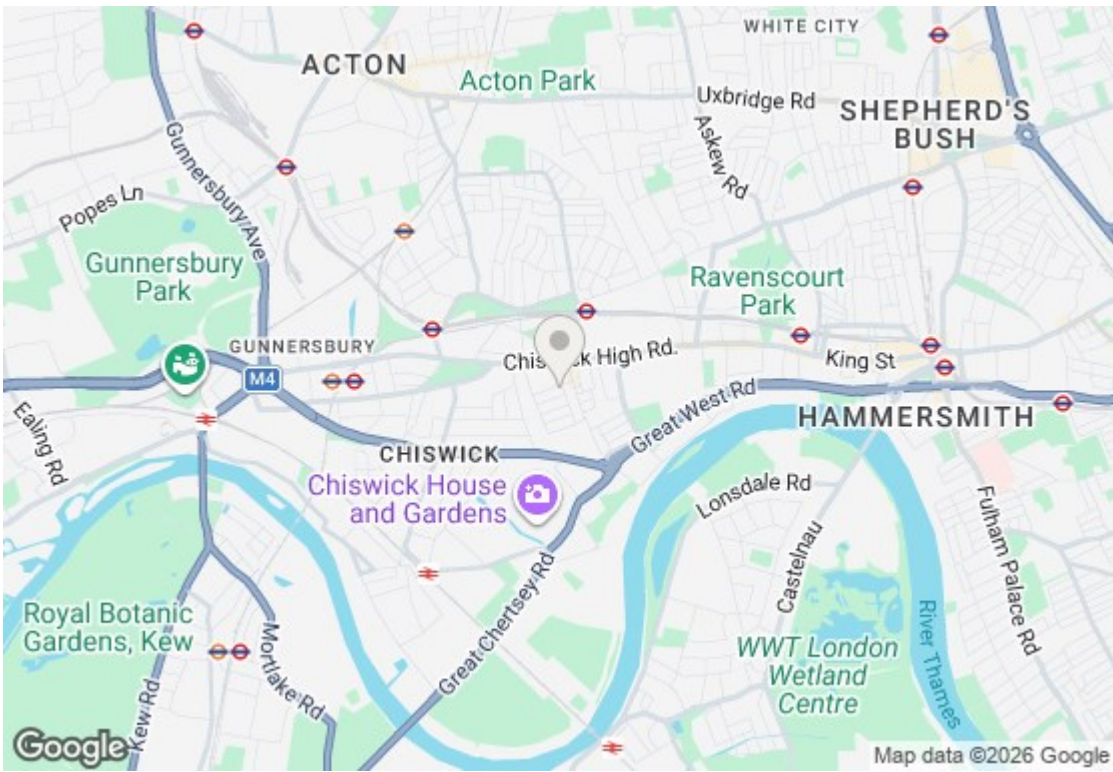 WHITE CITY
ACTON
Acton Park
Uxbridge Rd
SHEPHERD'S
BUSH
Askew Rd
Gunnersbury Ave
Popes Ln
Gunnersbury
Park
Ravenscourt
Park
GUNNERSBURY
Chiswick High Rd.
King St
M4
Great West Rd
HAMMERSMITH
Ealing Rd
CHISWICK
Chiswick House
and Gardens
Lonsdale Rd
Fulham Palace Rd
Castelnau
Great Chertsey Rd
Royal Botanic
Gardens, Kew
Mortlake Rd
River Thames
WWT London
Wetland
Centre
Kew Rd
Google
Map data ©2026 Google